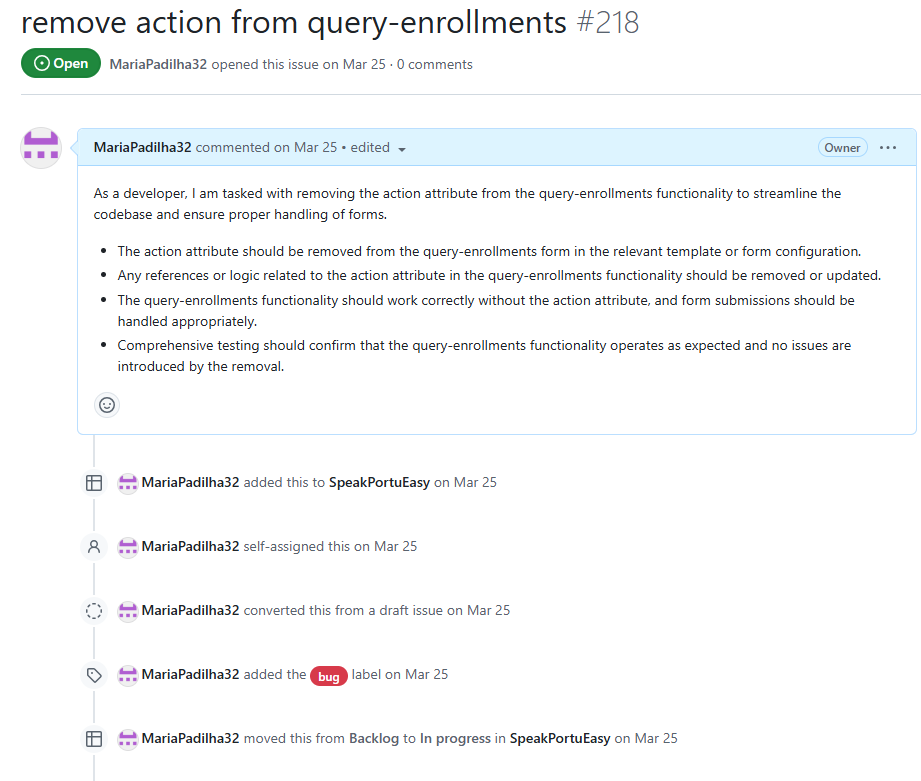 remove action from query-enrollments #218
Open MariaPadilha32 opened this issue on Mar 25 · 0 comments
MariaPadilha32 commented on Mar 25 • edited Owner
As a developer, I am tasked with removing the action attribute from the query-enrollments functionality to streamline the
codebase and ensure proper handling of forms.
• The action attribute should be removed from the query-enrollments form in the relevant template or form configuration.
• Any references or logic related to the action attribute in the query-enrollments functionality should be removed or updated.
• The query-enrollments functionality should work correctly without the action attribute, and form submissions should be
handled appropriately.
• Comprehensive testing should confirm that the query-enrollments functionality operates as expected and no issues are
introduced by the removal.
MariaPadilha32 added this to SpeakPortuEasy on Mar 25
MariaPadilha32 self-assigned this on Mar 25
MariaPadilha32 converted this from a draft issue on Mar 25
MariaPadilha32 added the bug label on Mar 25
MariaPadilha32 moved this from Backlog to In progress in SpeakPortuEasy on Mar 25